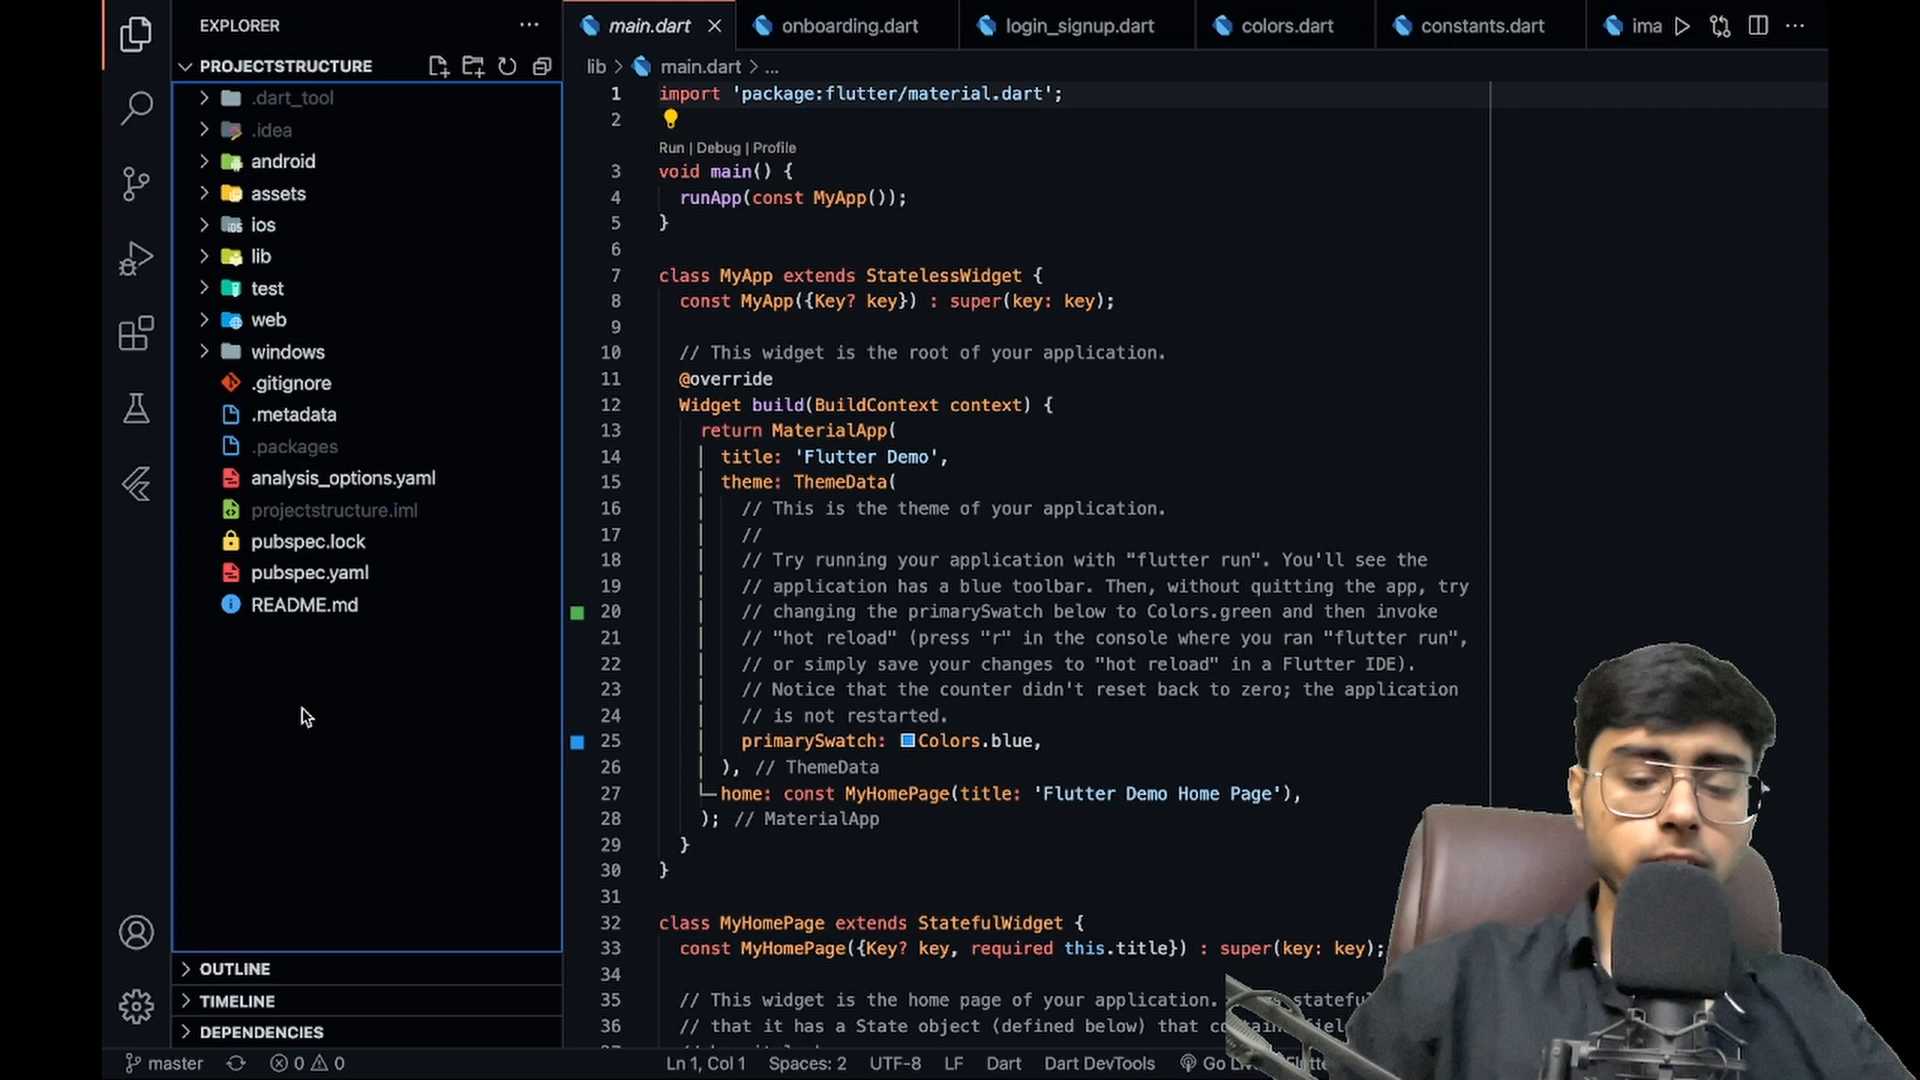 EXPLORER
PROJECTSTRUCTURE
.dart_tool
.idea
android
assets
ios
lib
test
web
windows
.gitignore
.metadata
.packages
analysis_options.yaml
projectstructure.iml
pubspec.lock
pubspec.yaml
README.md
OUTLINE
TIMELINE
DEPENDENCIES
main.dart
onboarding.dart
login_signup.dart
colors.dart
constants.dart
ima
lib > main.dart > ...
1 import 'package:flutter/material.dart';
2
Run | Debug | Profile
3 void main() {
4 runApp(const MyApp());
5 }
6
7 class MyApp extends StatelessWidget {
8 const MyApp({Key? key}) : super(key: key);
9
10 // This widget is the root of your application.
11 @override
12 Widget build(BuildContext context) {
13 return MaterialApp(
14 title: 'Flutter Demo',
15 theme: ThemeData(
16 // This is the theme of your application.
17 //
18 // Try running your application with "flutter run". You'll see the
19 // application has a blue toolbar. Then, without quitting the app, try
20 // changing the primarySwatch below to Colors.green and then invoke
21 // "hot reload" (press "r" in the console where you ran "flutter run",
22 // or simply save your changes to "hot reload" in a Flutter IDE).
23 // Notice that the counter didn't reset back to zero; the application
24 // is not restarted.
25 primarySwatch: Colors.blue,
26 ), // ThemeData
27 home: const MyHomePage(title: 'Flutter Demo Home Page'),
28 ); // MaterialApp
29 }
30 }
31
32 class MyHomePage extends StatefulWidget {
33 const MyHomePage({Key? key, required this.title}) : super(key: key);
34
35 // This widget is the home page of your application. stateful
36 // that it has a State object (defined below) that
master 0 0 Ln 1, Col 1 Spaces: 2 UTF-8 LF Dart Dart DevTools Go